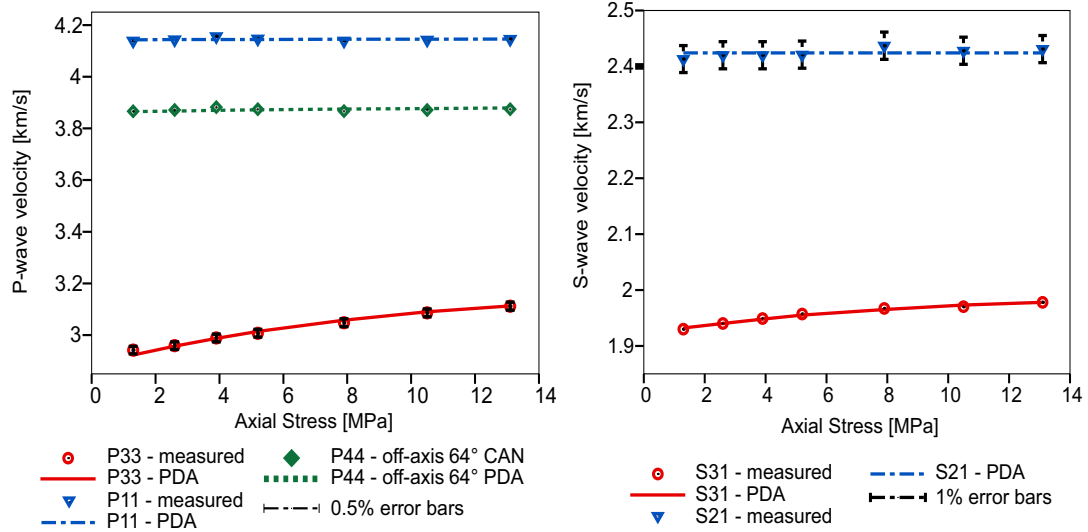 4.2
4
3.8
3.6
3.4
3.2
3
P-wave velocity [km/s]
0 2 4 6 8 10 12 14
Axial Stress [MPa]
P33 - measured
P33 - PDA
P11 - measured
P11 - PDA
P44 - off-axis 64° CAN
P44 - off-axis 64° PDA
0.5% error bars
2.5
2.4
2.3
2.2
2.1
2
1.9
S-wave velocity [km/s]
0 2 4 6 8 10 12 14
Axial Stress [MPa]
S31 - measured
S31 - PDA
S21 - measured
S21 - PDA
1% error bars